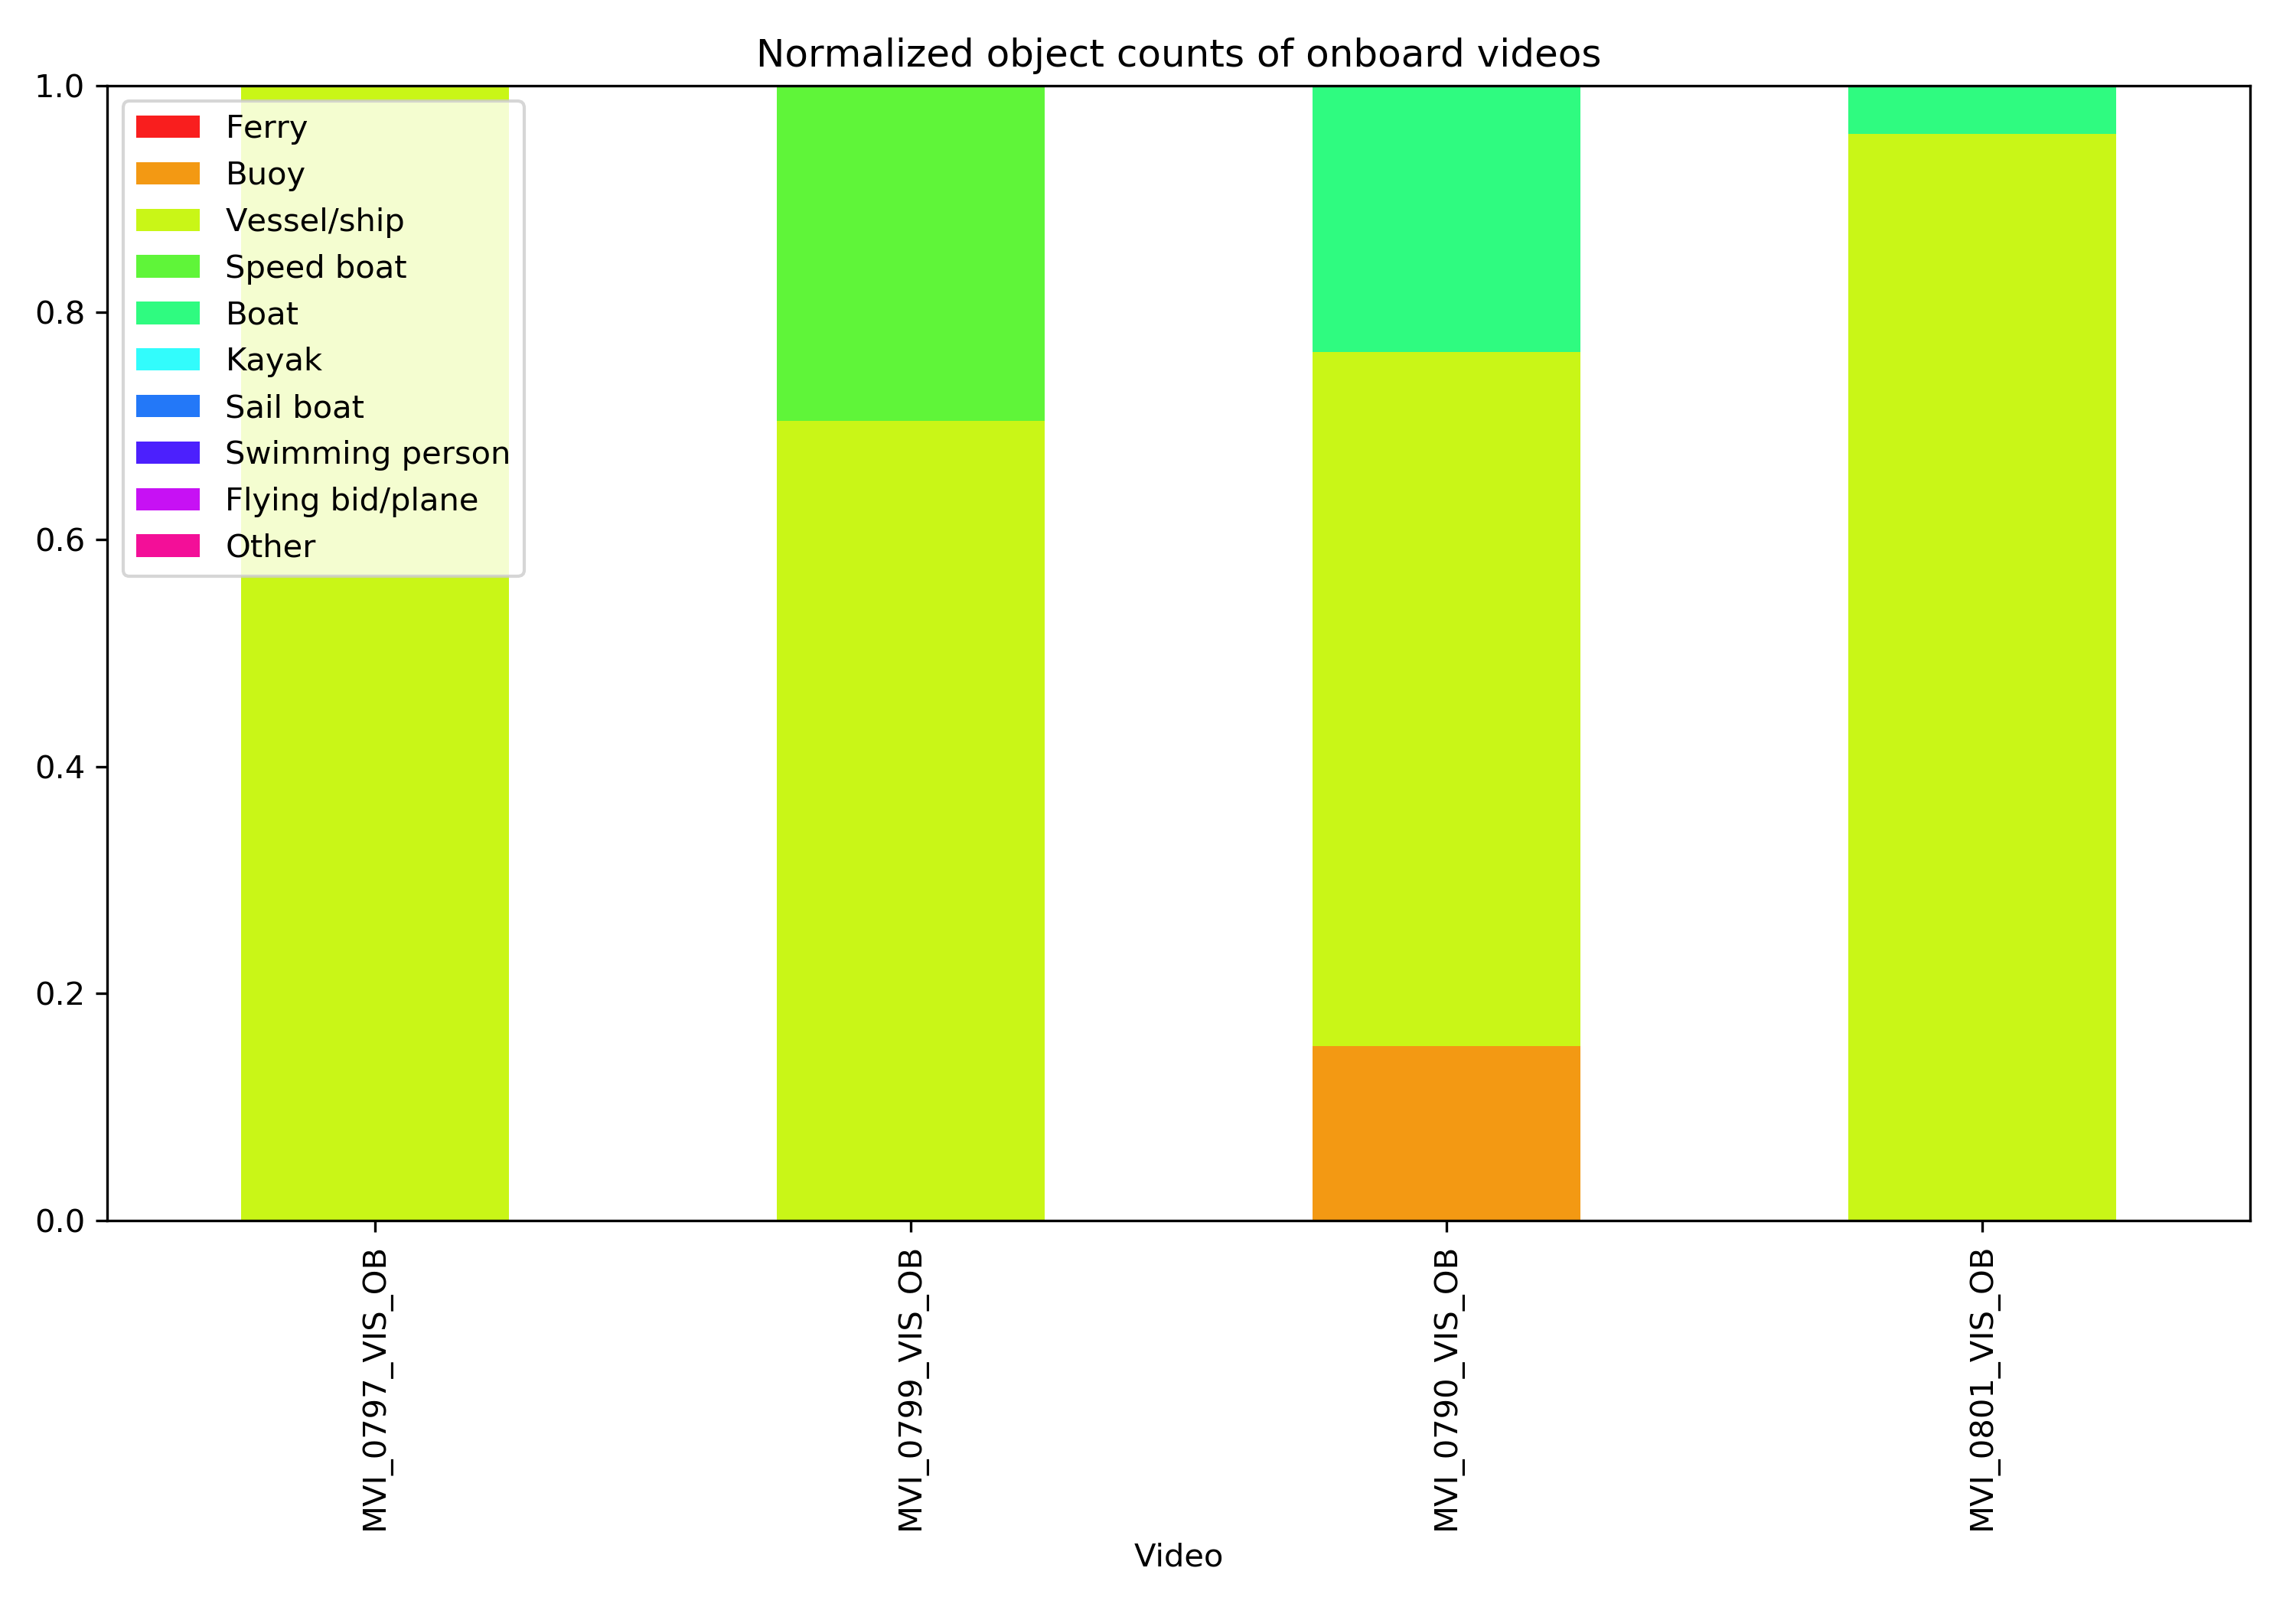 Normalized object counts of onboard videos
1.0
0.8
0.6
0.4
0.2
0.0
Ferry
Buoy
Vessel/ship
Speed boat
Boat
Kayak
Sail boat
Swimming person
Flying bid/plane
Other
MVI_0797_VIS_OB
MVI_0799_VIS_OB
MVI_0790_VIS_OB
MVI_0801_VIS_OB
Video